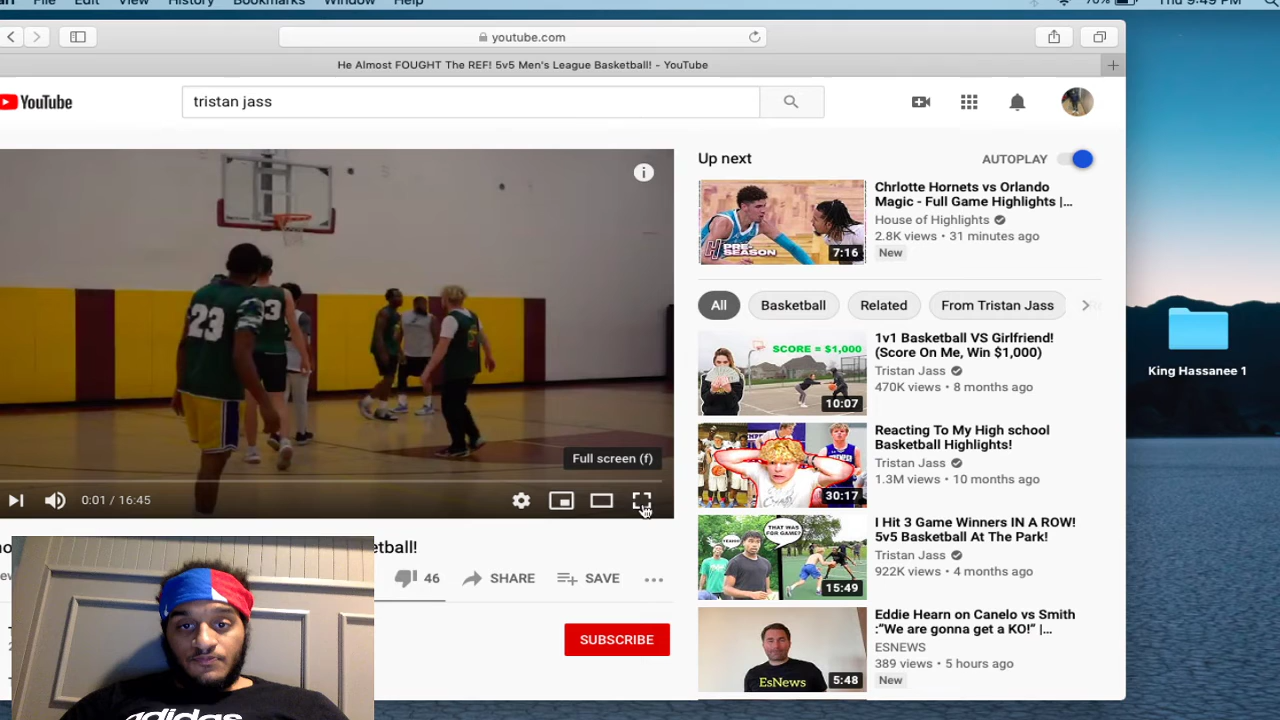 File Edit View History Bookmarks Window Help
Thu 9:49 PM
youtube.com
He Almost FOUGHT The REF! 5v5 Men's League Basketball! - YouTube
YouTube
tristan jass
Up next
AUTOPLAY
Chrlotte Hornets vs Orlando
Magic - Full Game Highlights |...
House of Highlights
2.8K views • 31 minutes ago
New
PRE-
SEASON
7:16
All Basketball Related From Tristan Jass
1v1 Basketball VS Girlfriend!
(Score On Me, Win $1,000)
Tristan Jass
470K views • 8 months ago
SCORE = $1,000
10:07
Reacting To My High school
Basketball Highlights!
Tristan Jass
1.3M views • 10 months ago
30:17
I Hit 3 Game Winners IN A ROW!
5v5 Basketball At The Park!
Tristan Jass
922K views • 4 months ago
THAT WAS
FOR GAME?
15:49
Eddie Hearn on Canelo vs Smith
:"We are gonna get a KO!" |...
ESNEWS
389 views • 5 hours ago
New
EsNews
5:48
23
3
Full screen (f)
0:01 / 16:45
etball!
46 SHARE SAVE
SUBSCRIBE
adidas
King Hassanee 1